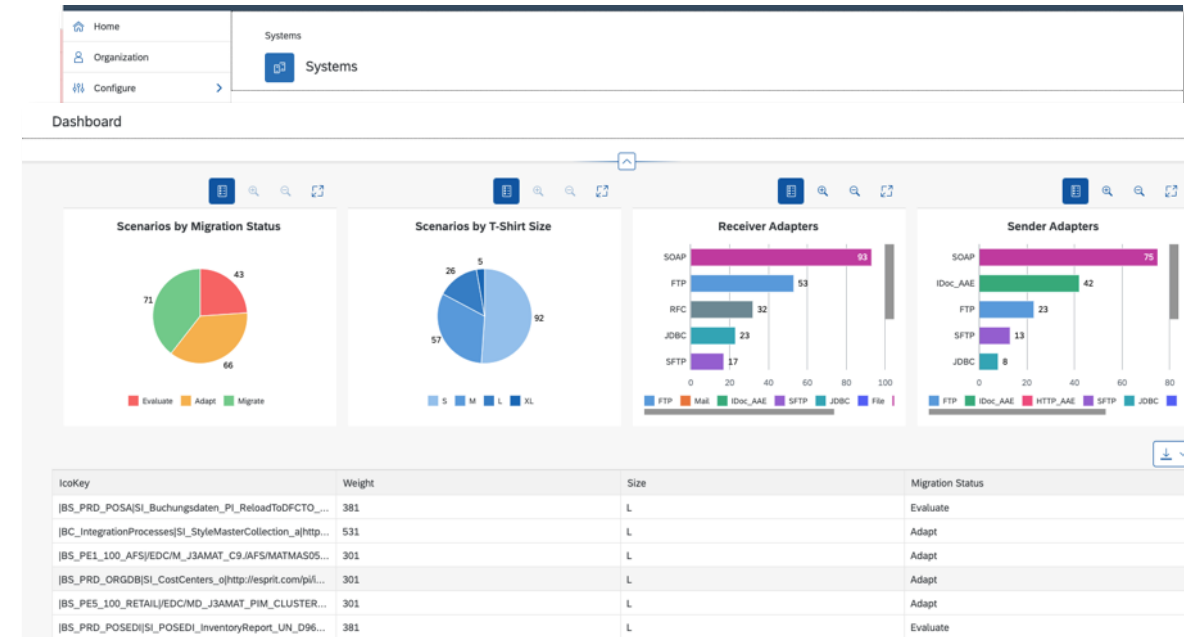 Home
Organization
Configure
Systems
Systems
Dashboard
Scenarios by Migration Status
43
71
66
Evaluate Adapt Migrate
Scenarios by T-Shirt Size
5
26
92
57
S M L XL
Receiver Adapters
SOAP 93
FTP 53
RFC 32
JDBC 23
SFTP 17
0 20 40 60 80 100
FTP Mail IDoc_AAE SFTP JDBC File
Sender Adapters
SOAP 75
IDoc_AAE 42
FTP 23
SFTP 13
JDBC 8
0 20 40 60 80
FTP IDoc_AAE HTTP_AAE SFTP JDBC
IcoKey Weight Size Migration Status
|BS_PRD_POSA|SI_Buchungsdaten_PI_ReloadToDFCTO_... 381 L Evaluate
|BC_IntegrationProcesses|SI_StyleMasterCollection_a|http... 531 L Adapt
|BS_PE1_100_AFS|/EDC/M_J3AMAT_C9./AFS/MATMAS05... 301 L Adapt
|BS_PRD_ORGDB|SI_CostCenters_o|http://esprit.com/pi/i... 301 L Adapt
|BS_PE5_100_RETAIL|/EDC/MD_J3AMAT_PIM_CLUSTER... 301 L Adapt
|BS_PRD_POSEDI|SI_POSEDI_InventoryReport_UN_D96... 381 L Evaluate